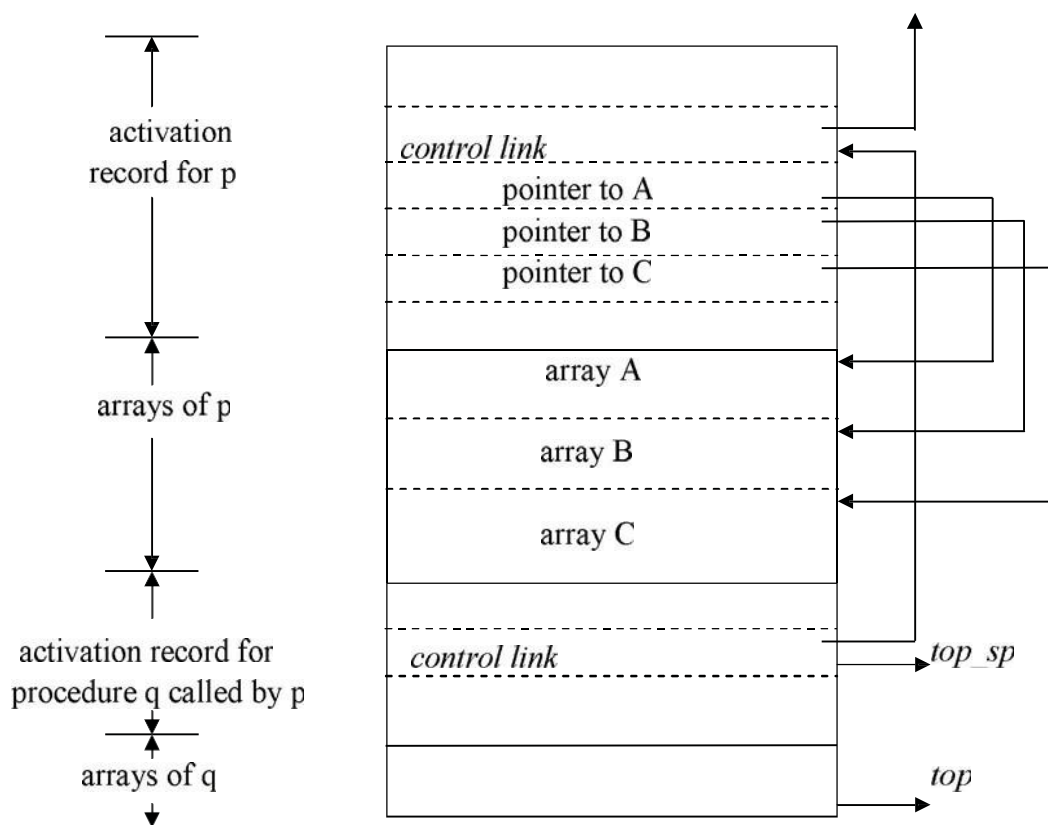 activation
record for p
control link
pointer to A
pointer to B
pointer to C
arrays of p
array A
array B
array C
activation record for
procedure q called by p
control link
top_sp
arrays of q
top